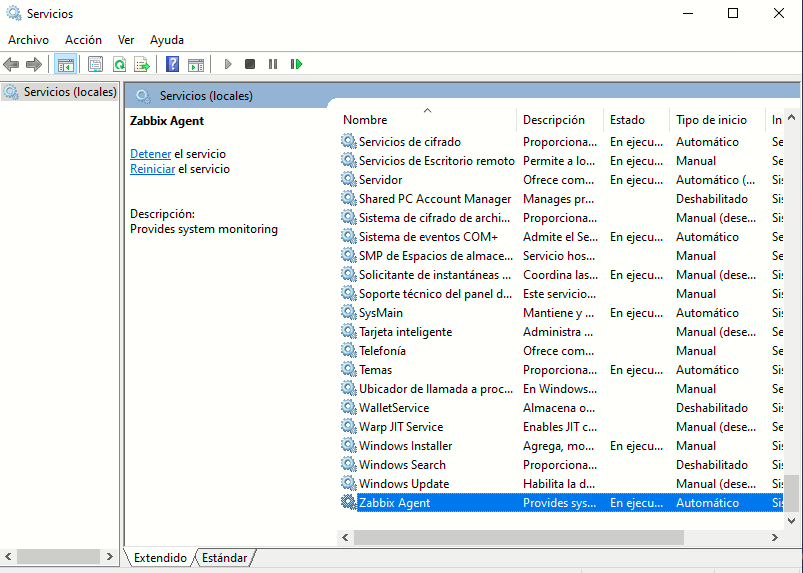 Servicios
Archivo Acción Ver Ayuda
Servicios (locales)
Servicios (locales)
Zabbix Agent
Detener el servicio
Reiniciar el servicio
Descripción:
Provides system monitoring
Nombre Descripción Estado Tipo de inicio In
Servicios de cifrado Proporciona... En ejecu... Automático Se
Servicios de Escritorio remoto Permite a lo... En ejecu... Manual Se
Servidor Ofrece com... En ejecu... Automático (... Se
Shared PC Account Manager Manages pr... Deshabilitado Sis
Sistema de cifrado de archi... Proporciona... Manual (dese... Sis
Sistema de eventos COM+ Admite el Se... En ejecu... Automático Se
SMP de Espacios de almace... Servicio hos... Manual Se
Solicitante de instantáneas ... Coordina las... En ejecu... Manual (dese... Sis
Soporte técnico del panel d... Este servicio... Manual Sis
SysMain Mantiene y ... En ejecu... Automático Sis
Tarjeta inteligente Administra ... Manual (dese... Se
Telefonía Ofrece com... Manual Se
Temas Proporciona... En ejecu... Automático Sis
Ubicador de llamada a proc... En Windows... Manual Se
WalletService Almacena o... Deshabilitado Sis
Warp JIT Service Enables JIT c... Manual (dese... Se
Windows Installer Agrega, mo... En ejecu... Manual Sis
Windows Search Proporciona... Deshabilitado Sis
Windows Update Habilita la d... Manual (dese... Sis
Zabbix Agent Provides sys... En ejecu... Automático Sis
Extendido Estándar